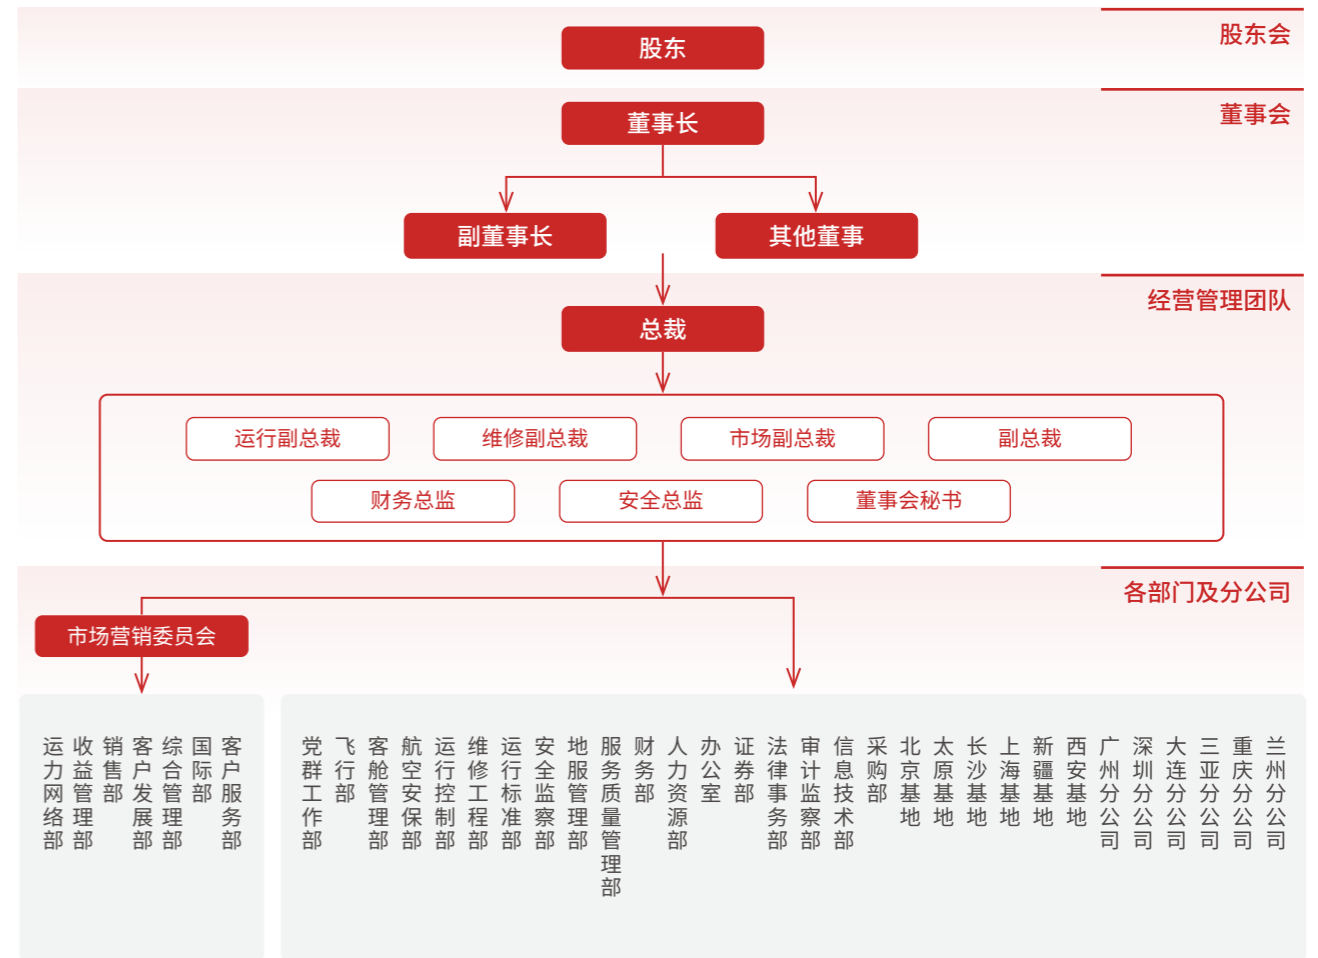 股东会
股东
董事会
董事长
副董事长
其他董事
经营管理团队
总裁
运行副总裁
维修副总裁
市场副总裁
副总裁
财务总监
安全总监
董事会秘书
各部门及分公司
市场营销委员会
运力网络部
收益管理部
销售部
客户发展部
综合管理部
国际部
客户服务部
党群工作部
飞行部
客舱管理部
航空安保部
运行控制部
维修工程部
运行标准部
安全监察部
地服管理部
服务质量管理部
财务部
人力资源部
办公室
证券部
法律事务部
审计监察部
信息技术部
采购部
北京基地
太原基地
长沙基地
上海基地
新疆基地
西安基地
广州分公司
深圳分公司
大连分公司
三亚分公司
重庆分公司
兰州分公司